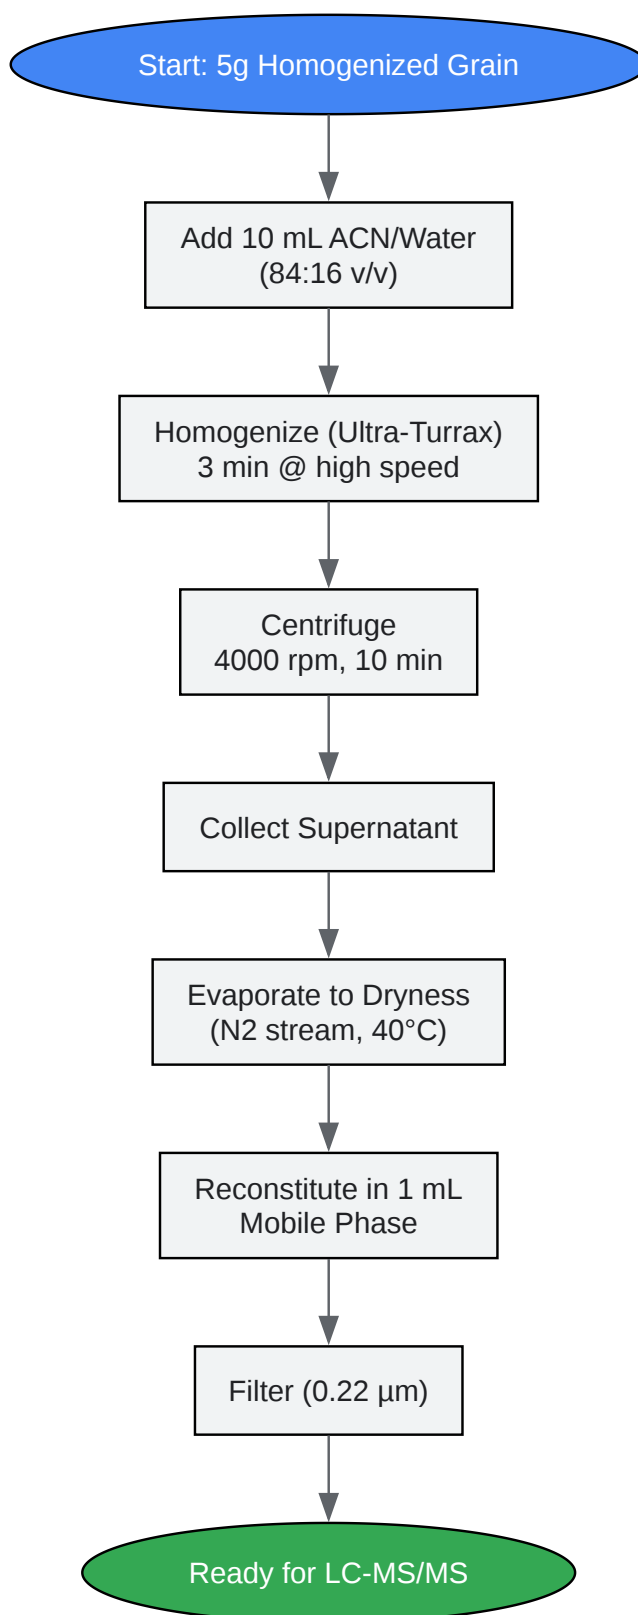 Start: 5g Homogenized Grain
Add 10 mL ACN/Water
(84:16 v/v)
Homogenize (Ultra-Turrax)
3 min @ high speed
Centrifuge
4000 rpm, 10 min
Collect Supernatant
Evaporate to Dryness
(N2 stream, 40°C)
Reconstitute in 1 mL
Mobile Phase
Filter (0.22 µm)
Ready for LC-MS/MS